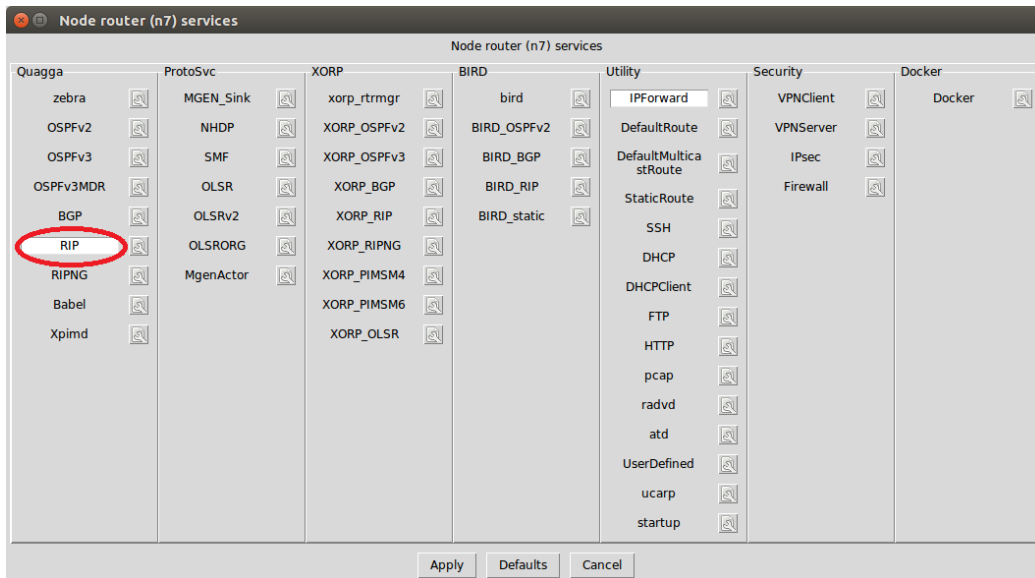 Node router (n7) services
Node router (n7) services
Quagga
zebra
OSPFv2
OSPFv3
OSPFv3MDR
BGP
RIP
RIPNG
Babel
Xpimd
ProtoSvc
MGEN_Sink
NHDP
SMF
OLSR
OLSRv2
OLSRORG
MgenActor
XORP
xorp_rtrmgr
XORP_OSPFv2
XORP_OSPFv3
XORP_BGP
XORP_RIP
XORP_RIPNG
XORP_PIMSM4
XORP_PIMSM6
XORP_OLSR
BIRD
bird
BIRD_OSPFv2
BIRD_BGP
BIRD_RIP
BIRD_static
Utility
IPForward
DefaultRoute
DefaultMultica
stRoute
StaticRoute
SSH
DHCP
DHCPClient
FTP
HTTP
pcap
radvd
atd
UserDefined
ucarp
startup
Security
VPNClient
VPNServer
IPsec
Firewall
Docker
Docker
Apply
Defaults
Cancel